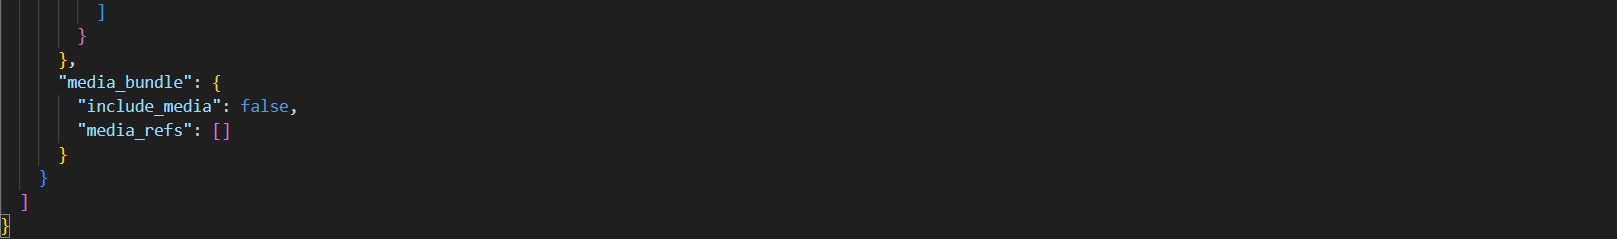 ]
}
},
"media_bundle": {
"include_media": false,
"media_refs": []
}
}
]
}